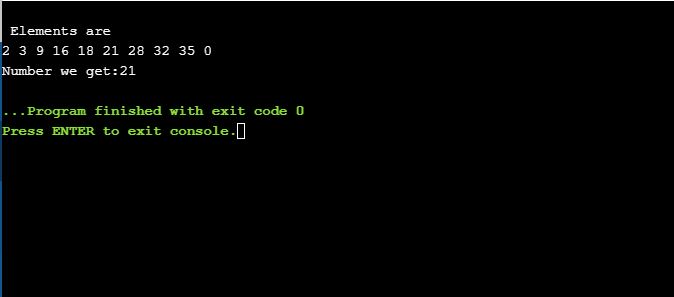 Elements are
2 3 9 16 18 21 28 32 35 0
Number we get:21
...Program finished with exit code 0
Press ENTER to exit console.